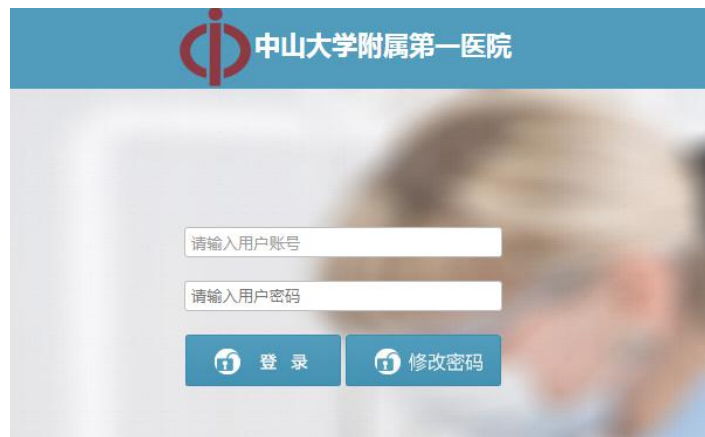 中山大学附属第一医院
请输入用户账号
请输入用户密码
登 录
修改密码